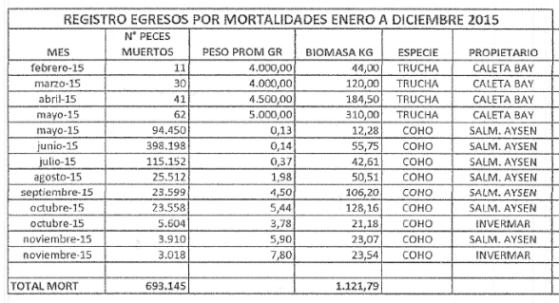 REGISTRO EGRESOS POR MORTALIDADES ENERO A DICIEMBRE 2015
MES N° PECES MUERTOS PESO PROM GR BIOMASA KG ESPECIE PROPIETARIO
febrero-15 11 4.000,00 44,00 TRUCHA CALETA BAY
marzo-15 30 4.000,00 120,00 TRUCHA CALETA BAY
abril-15 41 4.500,00 184,50 TRUCHA CALETA BAY
mayo-15 62 5.000,00 310,00 TRUCHA CALETA BAY
mayo-15 94.450 0,13 12,28 COHO SALM. AYSEN
junio-15 398.198 0,14 55,75 COHO SALM. AYSEN
julio-15 115.152 0,37 42,61 COHO SALM. AYSEN
agosto-15 25.512 1,98 50,51 COHO SALM. AYSEN
septiembre-15 23.599 4,50 106,20 COHO SALM. AYSEN
octubre-15 23.558 5,44 128,16 COHO SALM. AYSEN
octubre-15 5.604 3,78 21,18 COHO INVERMAR
noviembre-15 3.910 5,90 23,07 COHO SALM. AYSEN
noviembre-15 3.018 7,80 23,54 COHO INVERMAR
TOTAL MORT 693.145 1.121,79